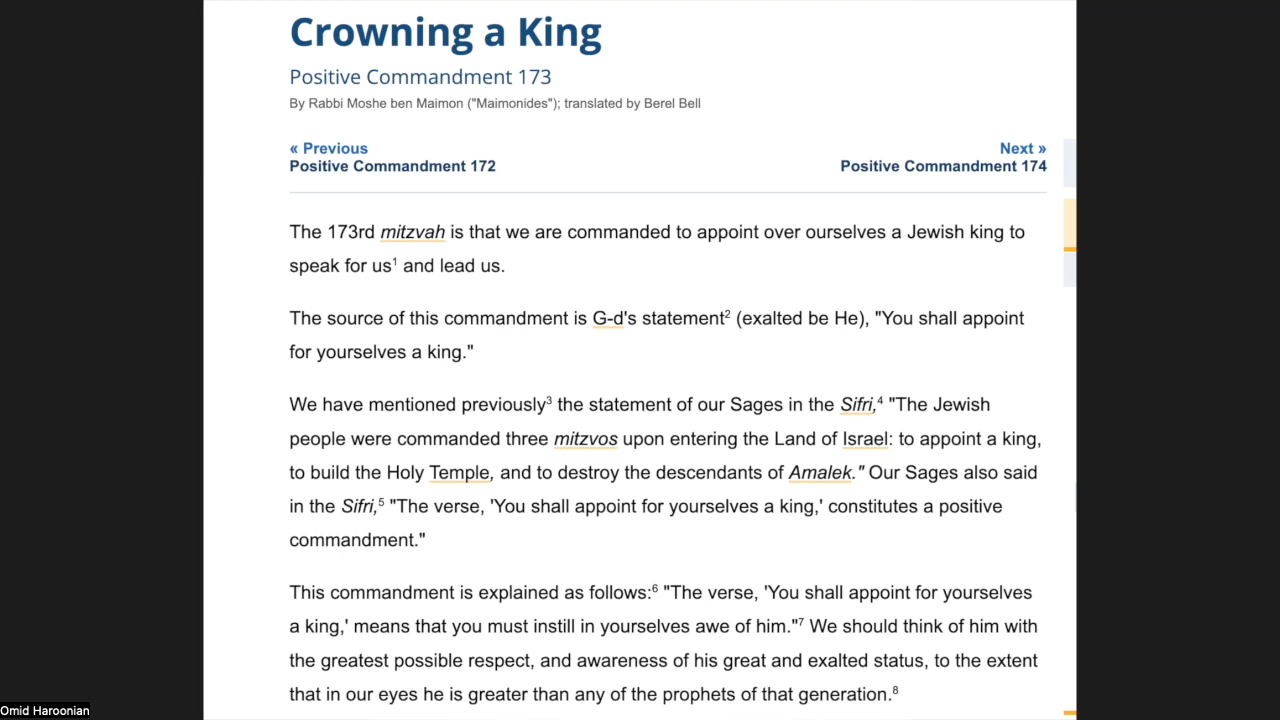 Crowning a King
Positive Commandment 173
By Rabbi Moshe ben Maimon ("Maimonides"); translated by Berel Bell
« Previous
Positive Commandment 172
Next »
Positive Commandment 174
The 173rd mitzvah is that we are commanded to appoint over ourselves a Jewish king to
speak for us¹ and lead us.
The source of this commandment is G-d's statement² (exalted be He), "You shall appoint
for yourselves a king."
We have mentioned previously³ the statement of our Sages in the Sifri,⁴ "The Jewish
people were commanded three mitzvos upon entering the Land of Israel: to appoint a king,
to build the Holy Temple, and to destroy the descendants of Amalek." Our Sages also said
in the Sifri,⁵ "The verse, 'You shall appoint for yourselves a king,' constitutes a positive
commandment."
This commandment is explained as follows:⁶ "The verse, 'You shall appoint for yourselves
a king,' means that you must instill in yourselves awe of him."⁷ We should think of him with
the greatest possible respect, and awareness of his great and exalted status, to the extent
that in our eyes he is greater than any of the prophets of that generation.⁸
Omid Haroonian